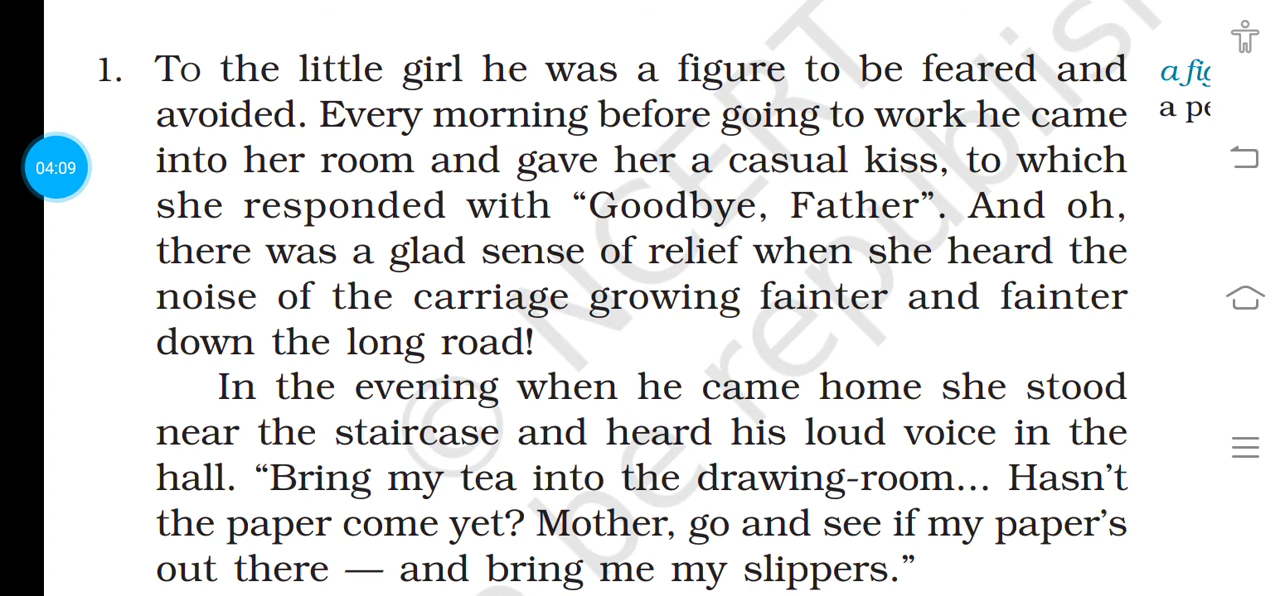 1. To the little girl he was a figure to be feared and
avoided. Every morning before going to work he came
into her room and gave her a casual kiss, to which
she responded with “Goodbye, Father”. And oh,
there was a glad sense of relief when she heard the
noise of the carriage growing fainter and fainter
down the long road!
In the evening when he came home she stood
near the staircase and heard his loud voice in the
hall. “Bring my tea into the drawing-room... Hasn’t
the paper come yet? Mother, go and see if my paper’s
out there — and bring me my slippers.”
a fig
a pe
04:09
© NCERT
be republish